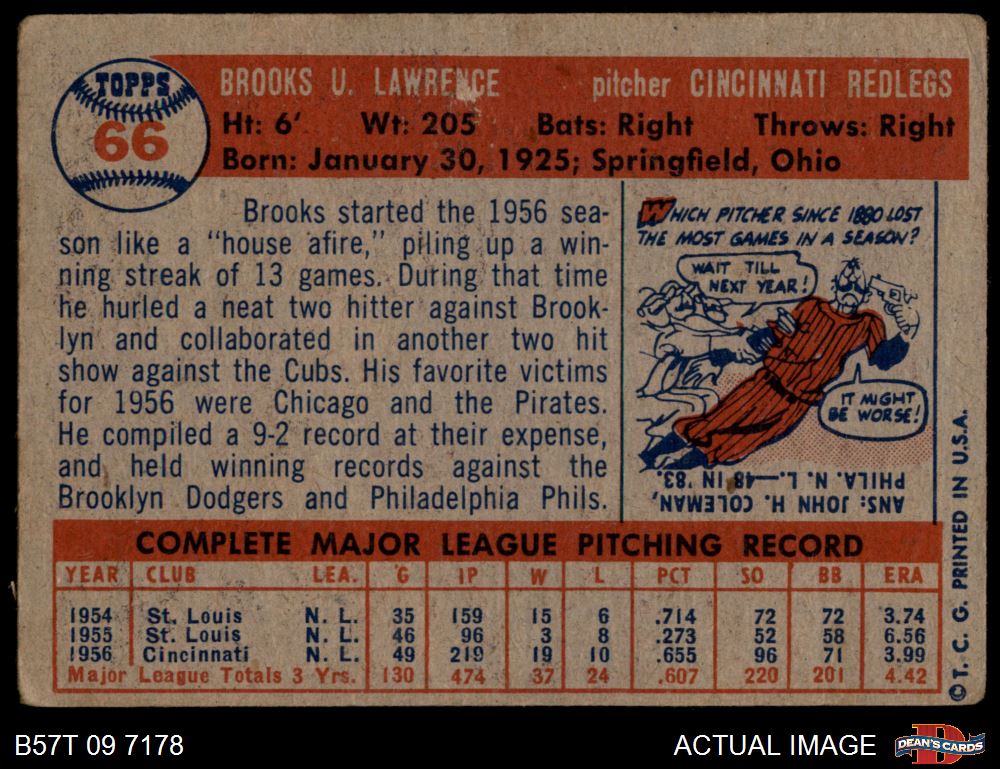 TOPPS
66
BROOKS U. LAWRENCE pitcher CINCINNATI REDLEGS
Ht: 6' Wt: 205 Bats: Right Throws: Right
Born: January 30, 1925; Springfield, Ohio
Brooks started the 1956 sea-
son like a "house afire," piling up a win-
ning streak of 13 games. During that time
he hurled a neat two hitter against Brook-
lyn and collaborated in another two hit
show against the Cubs. His favorite victims
for 1956 were Chicago and the Pirates.
He compiled a 9-2 record at their expense,
and held winning records against the
Brooklyn Dodgers and Philadelphia Phils.
WHICH PITCHER SINCE 1880 LOST
THE MOST GAMES IN A SEASON?
WAIT TILL
NEXT YEAR!
IT MIGHT
BE WORSE!
ANS: JOHN H. COLEMAN,
PHILA. N. L.—48 IN '83.
COMPLETE MAJOR LEAGUE PITCHING RECORD
YEAR CLUB LEA. G IP W L PCT SO BB ERA
1954 St. Louis N. L. 35 159 15 6 .714 72 72 3.74
1955 St. Louis N. L. 46 96 3 8 .273 52 58 6.56
1956 Cincinnati N. L. 49 219 19 10 .655 96 71 3.99
Major League Totals 3 Yrs. 130 474 37 24 .607 220 201 4.42
© T. C. G. PRINTED IN U.S.A.
B57T 09 7178 ACTUAL IMAGE
D
DEAN'S CARDS